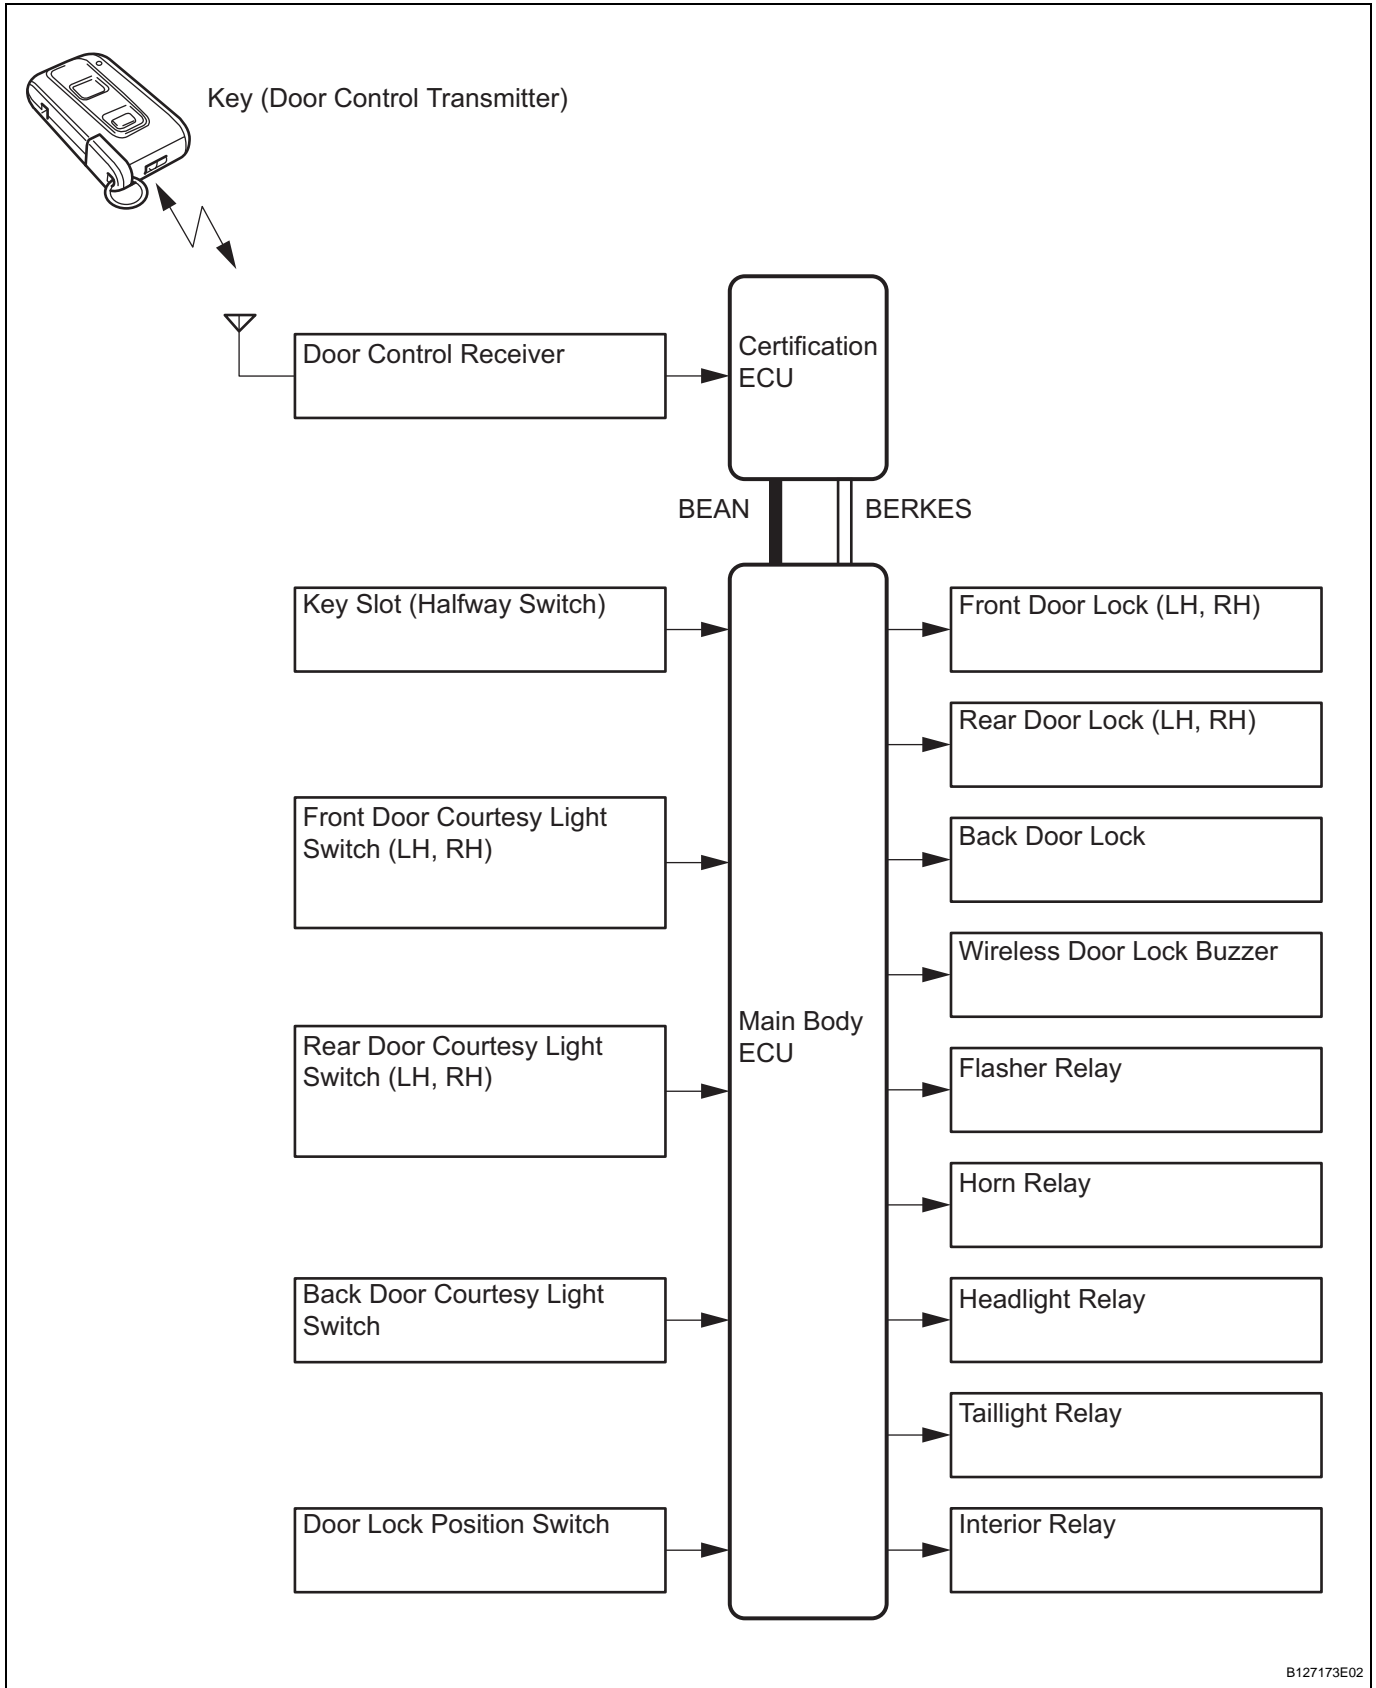 Key (Door Control Transmitter)
Door Control Receiver
Certification
ECU
BEAN
BERKES
Key Slot (Halfway Switch)
Front Door Courtesy Light
Switch (LH, RH)
Rear Door Courtesy Light
Switch (LH, RH)
Back Door Courtesy Light
Switch
Door Lock Position Switch
Main Body
ECU
Front Door Lock (LH, RH)
Rear Door Lock (LH, RH)
Back Door Lock
Wireless Door Lock Buzzer
Flasher Relay
Horn Relay
Headlight Relay
Taillight Relay
Interior Relay
B127173E02